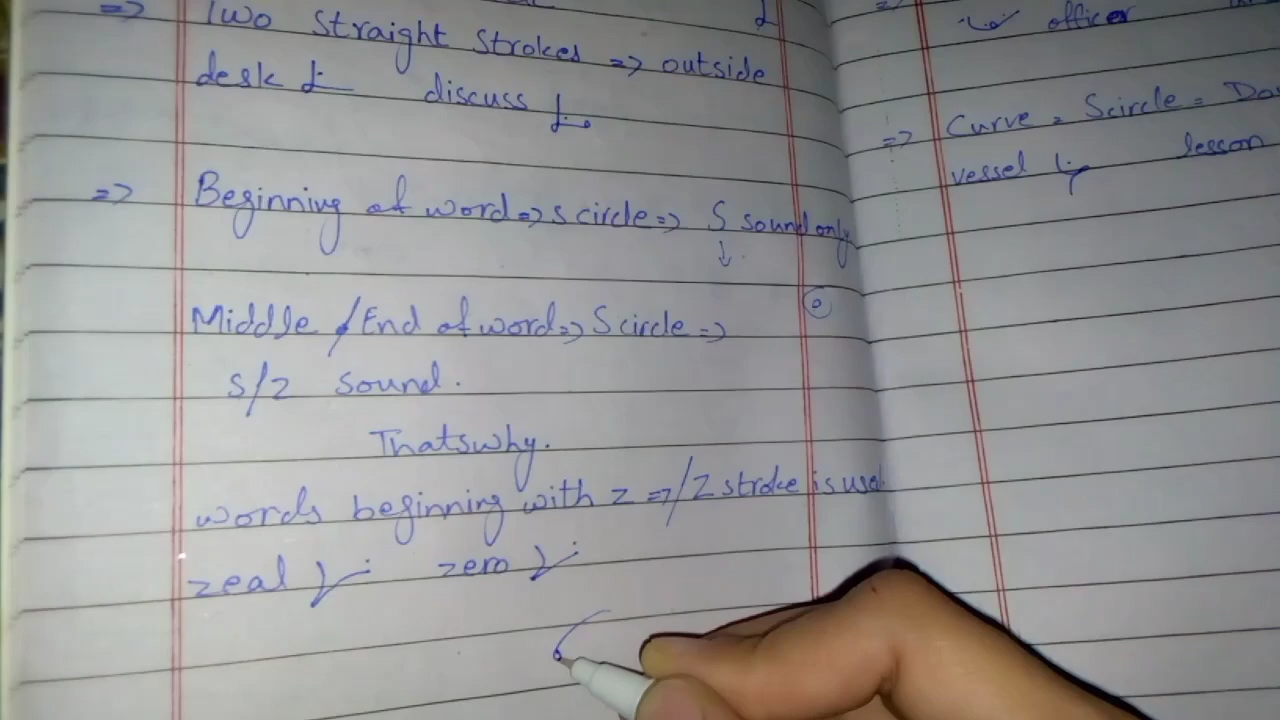 => Two Straight Strokes => outside
desk discuss
=> Beginning of word => s circle => S sound only
↓
Middle / End of word => S circle =>
s/z sound.
Thatswhy.
words beginning with z => / Z stroke is used
zeal zero
officer
=> Curve = Scircle =
vessel lesson